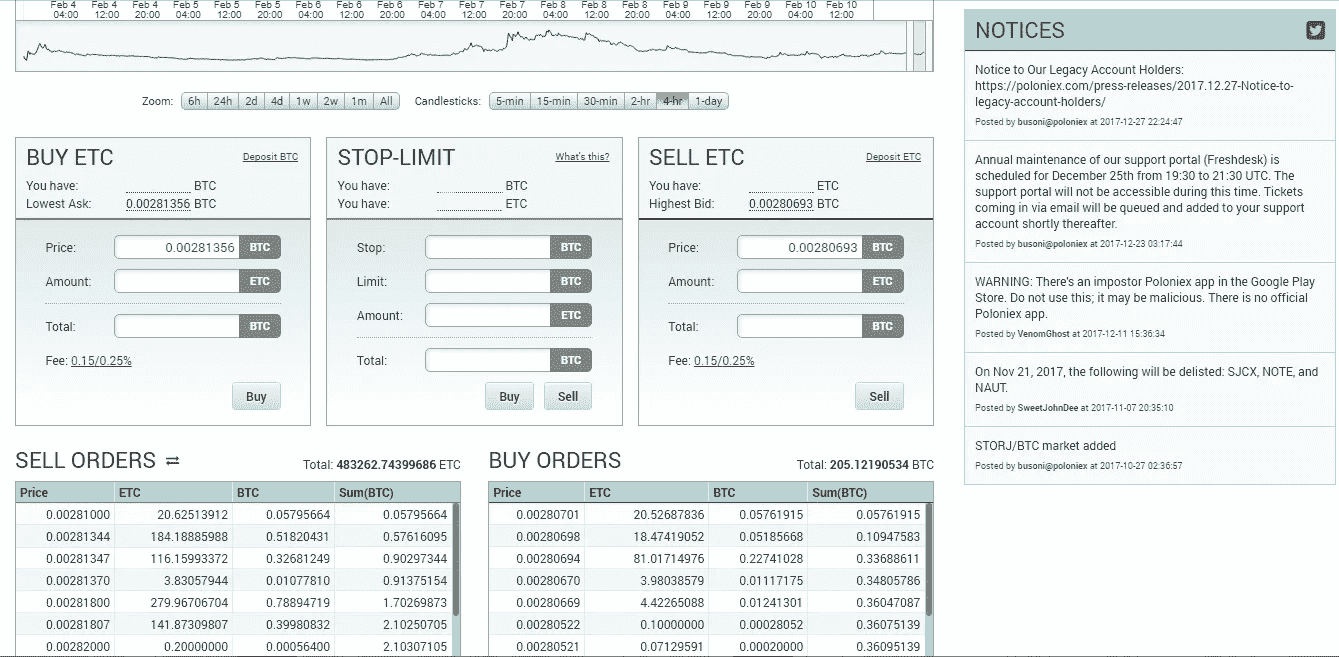 Feb 4 Feb 4 Feb 4 Feb 5 Feb 5 Feb 5 Feb 6 Feb 6 Feb 6 Feb 7 Feb 7 Feb 7 Feb 8 Feb 8 Feb 8 Feb 9 Feb 9 Feb 9 Feb 10 Feb 10
04:00 12:00 20:00 04:00 12:00 20:00 04:00 12:00 20:00 04:00 12:00 20:00 04:00 12:00 20:00 04:00 12:00 20:00 04:00 12:00
Zoom: 6h 24h 2d 4d 1w 2w 1m All Candlesticks: 5-min 15-min 30-min 2-hr 4-hr 1-day
BUY ETC Deposit BTC
You have: BTC
Lowest Ask: 0.00281356 BTC
Price: 0.00281356 BTC
Amount: ETC
Total: BTC
Fee: 0.15/0.25%
Buy
STOP-LIMIT What's this?
You have: BTC
You have: ETC
Stop: BTC
Limit: BTC
Amount: ETC
Total: BTC
Buy Sell
SELL ETC Deposit ETC
You have: ETC
Highest Bid: 0.00280693 BTC
Price: 0.00280693 BTC
Amount: ETC
Total: BTC
Fee: 0.15/0.25%
Sell
SELL ORDERS Total: 483262.74399686 ETC
Price ETC BTC Sum(BTC)
0.00281000 20.62513912 0.05795664 0.05795664
0.00281344 184.18885988 0.51820431 0.57616095
0.00281347 116.15993372 0.32681249 0.90297344
0.00281370 3.83057944 0.01077810 0.91375154
0.00281800 279.96706704 0.78894719 1.70269873
0.00281807 141.87309807 0.39980832 2.10250705
0.00282000 0.20000000 0.00056400 2.10307105
BUY ORDERS Total: 205.12190534 BTC
Price ETC BTC Sum(BTC)
0.00280701 20.52687836 0.05761915 0.05761915
0.00280698 18.47419052 0.05185668 0.10947583
0.00280694 81.01714976 0.22741028 0.33688611
0.00280670 3.98038579 0.01117175 0.34805786
0.00280669 4.42265088 0.01241301 0.36047087
0.00280522 0.10000000 0.00028052 0.36075139
0.00280521 0.07129591 0.00020000 0.36095139
NOTICES
Notice to Our Legacy Account Holders:
https://poloniex.com/press-releases/2017.12.27-Notice-to-
legacy-account-holders/
Posted by busoni@poloniex at 2017-12-27 22:24:47
Annual maintenance of our support portal (Freshdesk) is
scheduled for December 25th from 19:30 to 21:30 UTC. The
support portal will not be accessible during this time. Tickets
coming in via email will be queued and added to your support
account shortly thereafter.
Posted by busoni@poloniex at 2017-12-23 03:17:44
WARNING: There's an impostor Poloniex app in the Google Play
Store. Do not use this; it may be malicious. There is no official
Poloniex app.
Posted by VenomGhost at 2017-12-11 15:36:34
On Nov 21, 2017, the following will be delisted: SJCX, NOTE, and
NAUT.
Posted by SweetJohnDee at 2017-11-07 20:35:10
STORJ/BTC market added
Posted by busoni@poloniex at 2017-10-27 02:36:57